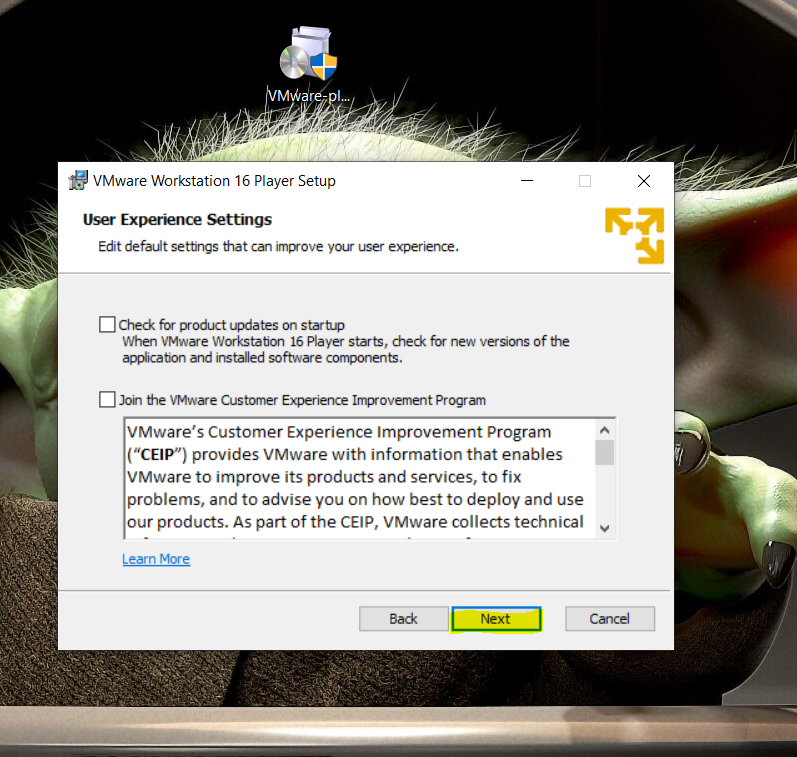 VMware-pl...
VMware Workstation 16 Player Setup
User Experience Settings
Edit default settings that can improve your user experience.
Check for product updates on startup
When VMware Workstation 16 Player starts, check for new versions of the
application and installed software components.
Join the VMware Customer Experience Improvement Program
VMware's Customer Experience Improvement Program
("CEIP") provides VMware with information that enables
VMware to improve its products and services, to fix
problems, and to advise you on how best to deploy and use
our products. As part of the CEIP, VMware collects technical
Learn More
Back
Next
Cancel